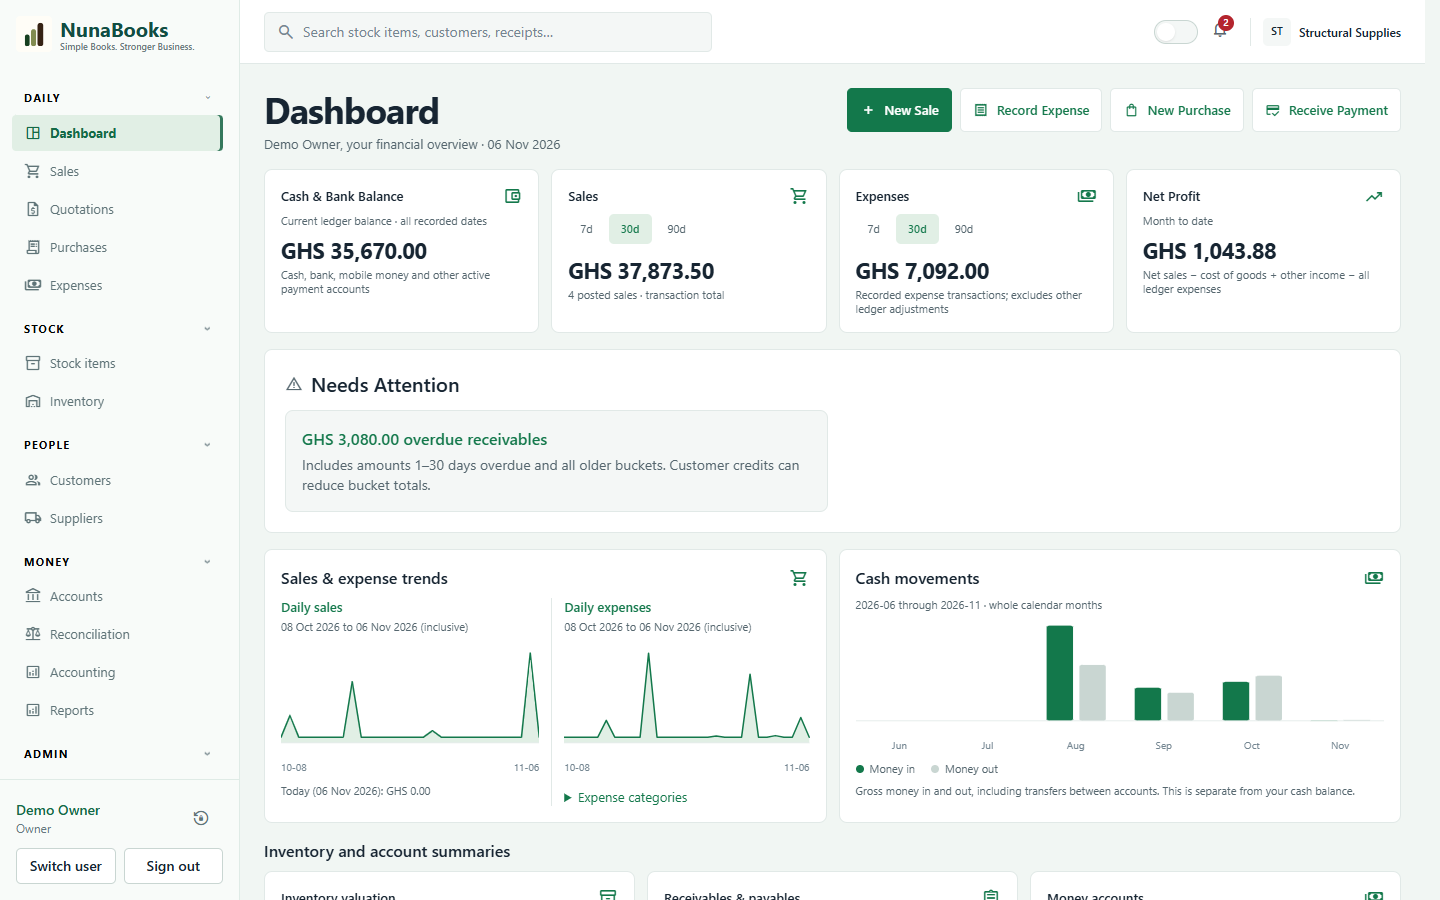 NunaBooks
Simple Books. Stronger Business.
DAILY
Dashboard
Sales
Quotations
Purchases
Expenses
STOCK
Stock items
Inventory
PEOPLE
Customers
Suppliers
MONEY
Accounts
Reconciliation
Accounting
Reports
ADMIN
Demo Owner
Owner
Switch user
Sign out
Search stock items, customers, receipts...
2
ST
Structural Supplies
Dashboard
Demo Owner, your financial overview · 06 Nov 2026
+ New Sale
Record Expense
New Purchase
Receive Payment
Cash & Bank Balance
Current ledger balance · all recorded dates
GHS 35,670.00
Cash, bank, mobile money and other active
payment accounts
Sales
7d 30d 90d
GHS 37,873.50
4 posted sales · transaction total
Expenses
7d 30d 90d
GHS 7,092.00
Recorded expense transactions; excludes other
ledger adjustments
Net Profit
Month to date
GHS 1,043.88
Net sales − cost of goods + other income − all
ledger expenses
Needs Attention
GHS 3,080.00 overdue receivables
Includes amounts 1–30 days overdue and all older buckets. Customer credits can
reduce bucket totals.
Sales & expense trends
Daily sales
08 Oct 2026 to 06 Nov 2026 (inclusive)
10-08 11-06
Today (06 Nov 2026): GHS 0.00
Daily expenses
08 Oct 2026 to 06 Nov 2026 (inclusive)
10-08 11-06
Expense categories
Cash movements
2026-06 through 2026-11 · whole calendar months
Jun Jul Aug Sep Oct Nov
Money in Money out
Gross money in and out, including transfers between accounts. This is separate from your cash balance.
Inventory and account summaries
Inventory valuation
Receivables & payables
Money accounts